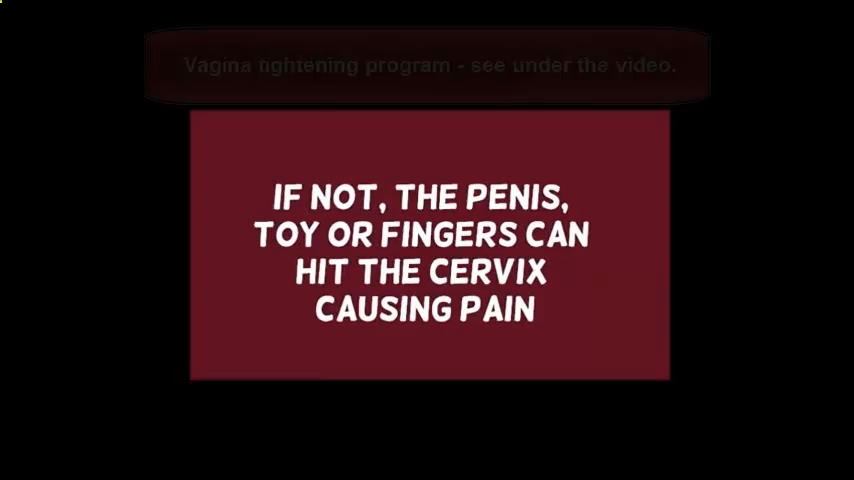 Vagina tightening program - see under the video.
IF NOT, THE PENIS,
TOY OR FINGERS CAN
HIT THE CERVIX
CAUSING PAIN